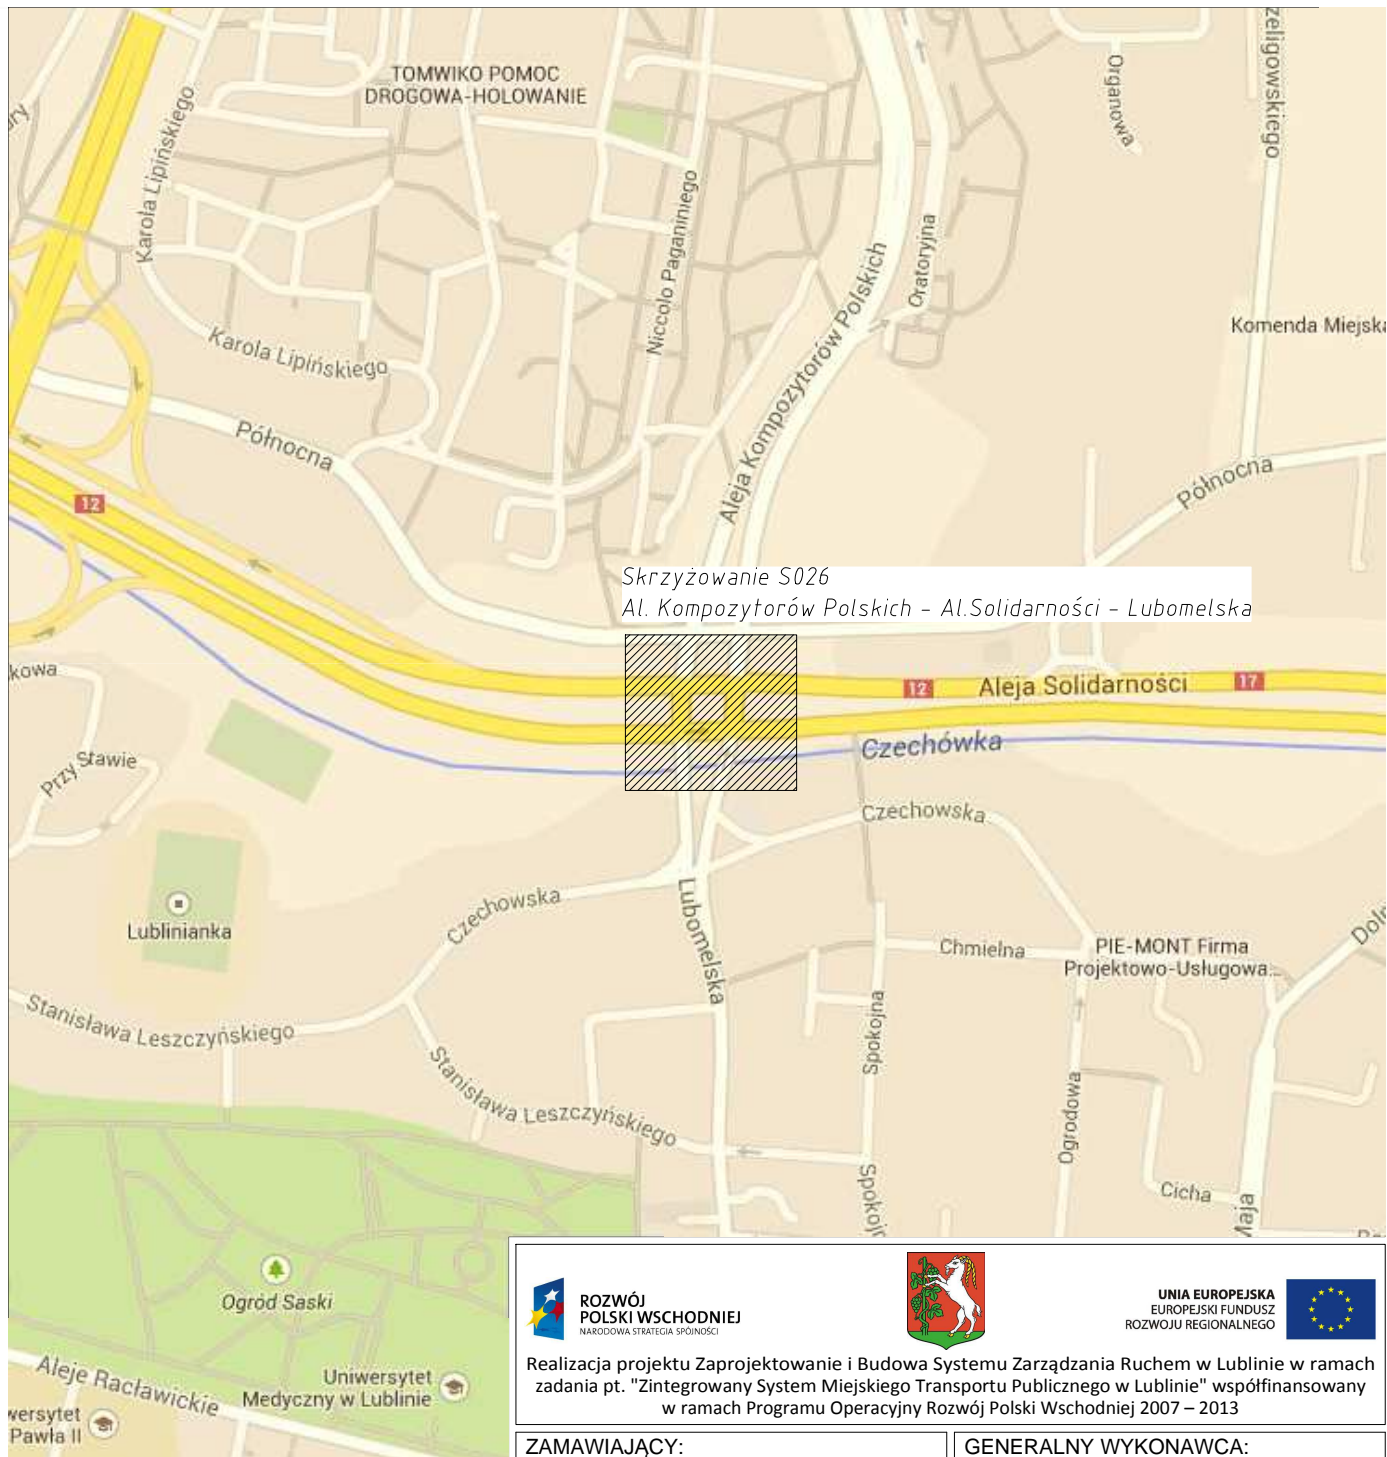 TOMWIKO POMOC
DROGOWA-HOLOWANIE
Karola Lipińskiego
Organowa
Niccolo Paganiniego
Oratoryjna
Aleja Kompozytorów Polskich
Komenda Miejska
Karola Lipińskiego
Północna
Północna
12
Skrzyżowanie S026
Al. Kompozytorów Polskich - Al.Solidarności - Lubomelska
12
Aleja Solidarności
17
Czechówka
Przy Stawie
Czechowska
Lublinianka
Czechowska
Lubomelska
Chmielna
PIE-MONT Firma
Projektowo-Usługowa...
Stanisława Leszczyńskiego
Spokojna
Stanisława Leszczyńskiego
Ogrodowa
Cicha
Ogród Saski
Aleje Racławickie
Uniwersytet
Medyczny w Lublinie
Pawła II
ROZWÓJ
POLSKI WSCHODNIEJ
NARODOWA STRATEGIA SPÓJNOŚCI
UNIA EUROPEJSKA
EUROPEJSKI FUNDUSZ
ROZWOJU REGIONALNEGO
Realizacja projektu Zaprojektowanie i Budowa Systemu Zarządzania Ruchem w Lublinie w ramach
zadania pt. "Zintegrowany System Miejskiego Transportu Publicznego w Lublinie" współfinansowany
w ramach Programu Operacyjny Rozwój Polski Wschodniej 2007 – 2013
ZAMAWIAJĄCY:
GENERALNY WYKONAWCA: